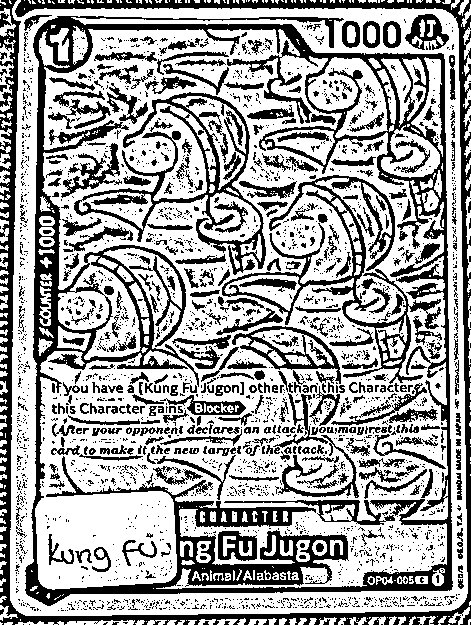 1
1000
COUNTER +1000
If you have a [Kung Fu Jugon] other than this Character,
this Character gains Blocker
(After your opponent declares an attack, you may rest this
card to make it the new target of the attack.)
CHARACTER
kung fu
ng Fu Jugon
Animal/Alabasta
OP04-005 C 1
BANDAI MADE IN JAPAN